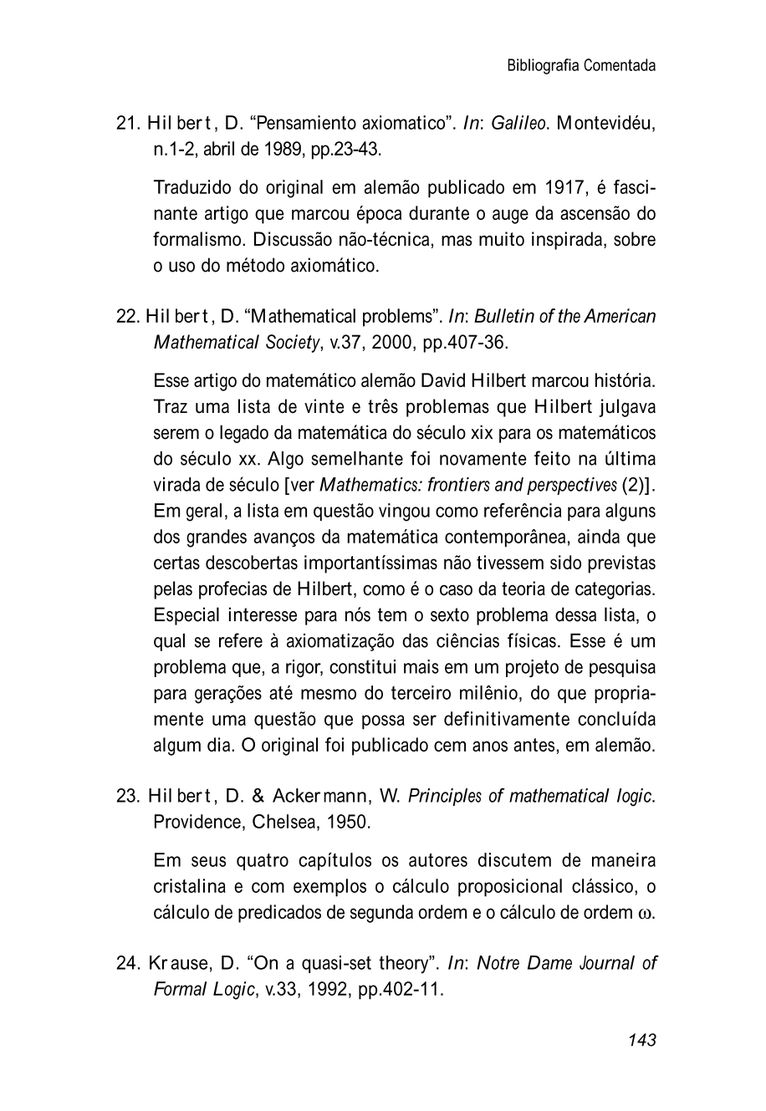 Bibliografia Comentada
21. Hilbert, D. “Pensamiento axiomatico”. In: Galileo. Montevidéu,
n.1-2, abril de 1989, pp.23-43.
Traduzido do original em alemão publicado em 1917, é fasci-
nante artigo que marcou época durante o auge da ascensão do
formalismo. Discussão não-técnica, mas muito inspirada, sobre
o uso do método axiomático.
22. Hilbert, D. “Mathematical problems”. In: Bulletin of the American
Mathematical Society, v.37, 2000, pp.407-36.
Esse artigo do matemático alemão David Hilbert marcou história.
Traz uma lista de vinte e três problemas que Hilbert julgava
serem o legado da matemática do século xix para os matemáticos
do século xx. Algo semelhante foi novamente feito na última
virada de século [ver Mathematics: frontiers and perspectives (2)].
Em geral, a lista em questão vingou como referência para alguns
dos grandes avanços da matemática contemporânea, ainda que
certas descobertas importantíssimas não tivessem sido previstas
pelas profecias de Hilbert, como é o caso da teoria de categorias.
Especial interesse para nós tem o sexto problema dessa lista, o
qual se refere à axiomatização das ciências físicas. Esse é um
problema que, a rigor, constitui mais em um projeto de pesquisa
para gerações até mesmo do terceiro milênio, do que propria-
mente uma questão que possa ser definitivamente concluída
algum dia. O original foi publicado cem anos antes, em alemão.
23. Hilbert, D. & Ackermann, W. Principles of mathematical logic.
Providence, Chelsea, 1950.
Em seus quatro capítulos os autores discutem de maneira
cristalina e com exemplos o cálculo proposicional clássico, o
cálculo de predicados de segunda ordem e o cálculo de ordem ω.
24. Krause, D. “On a quasi-set theory”. In: Notre Dame Journal of
Formal Logic, v.33, 1992, pp.402-11.
143